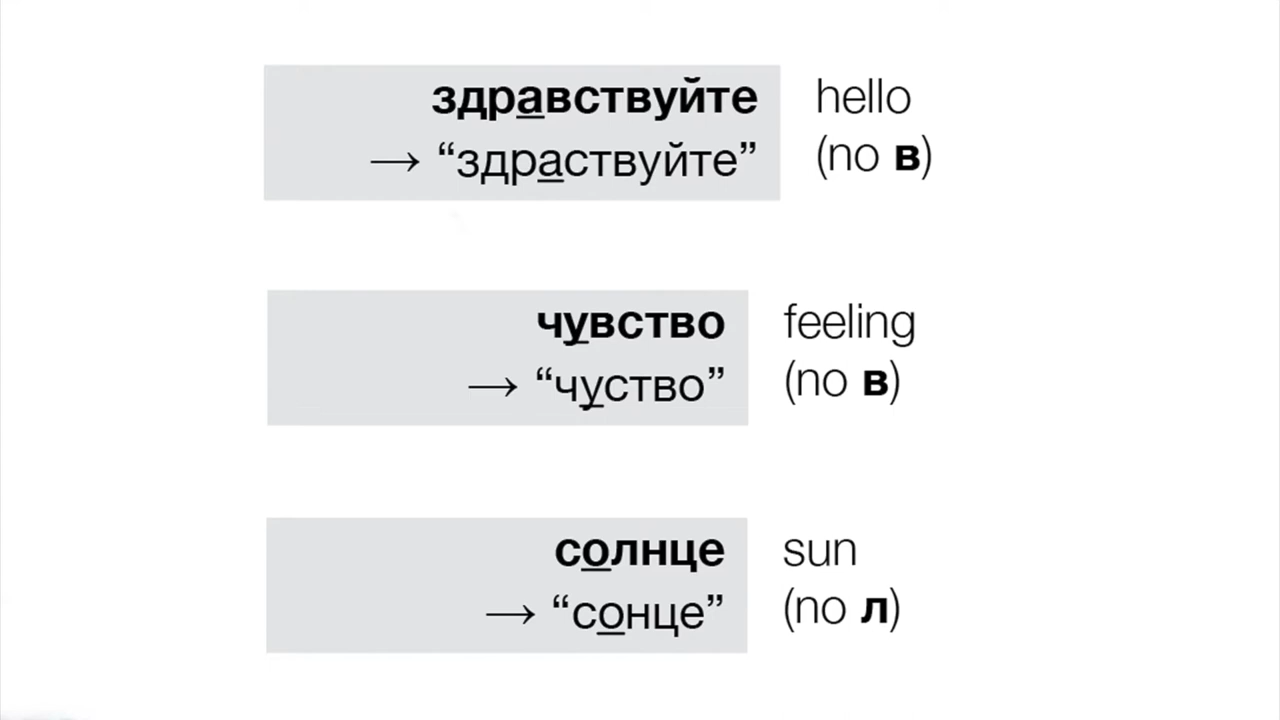 здравствуйте hello
→ “здраствуйте” (no в)
чувство feeling
→ “чуство” (no в)
солнце sun
→ “сонце” (no л)